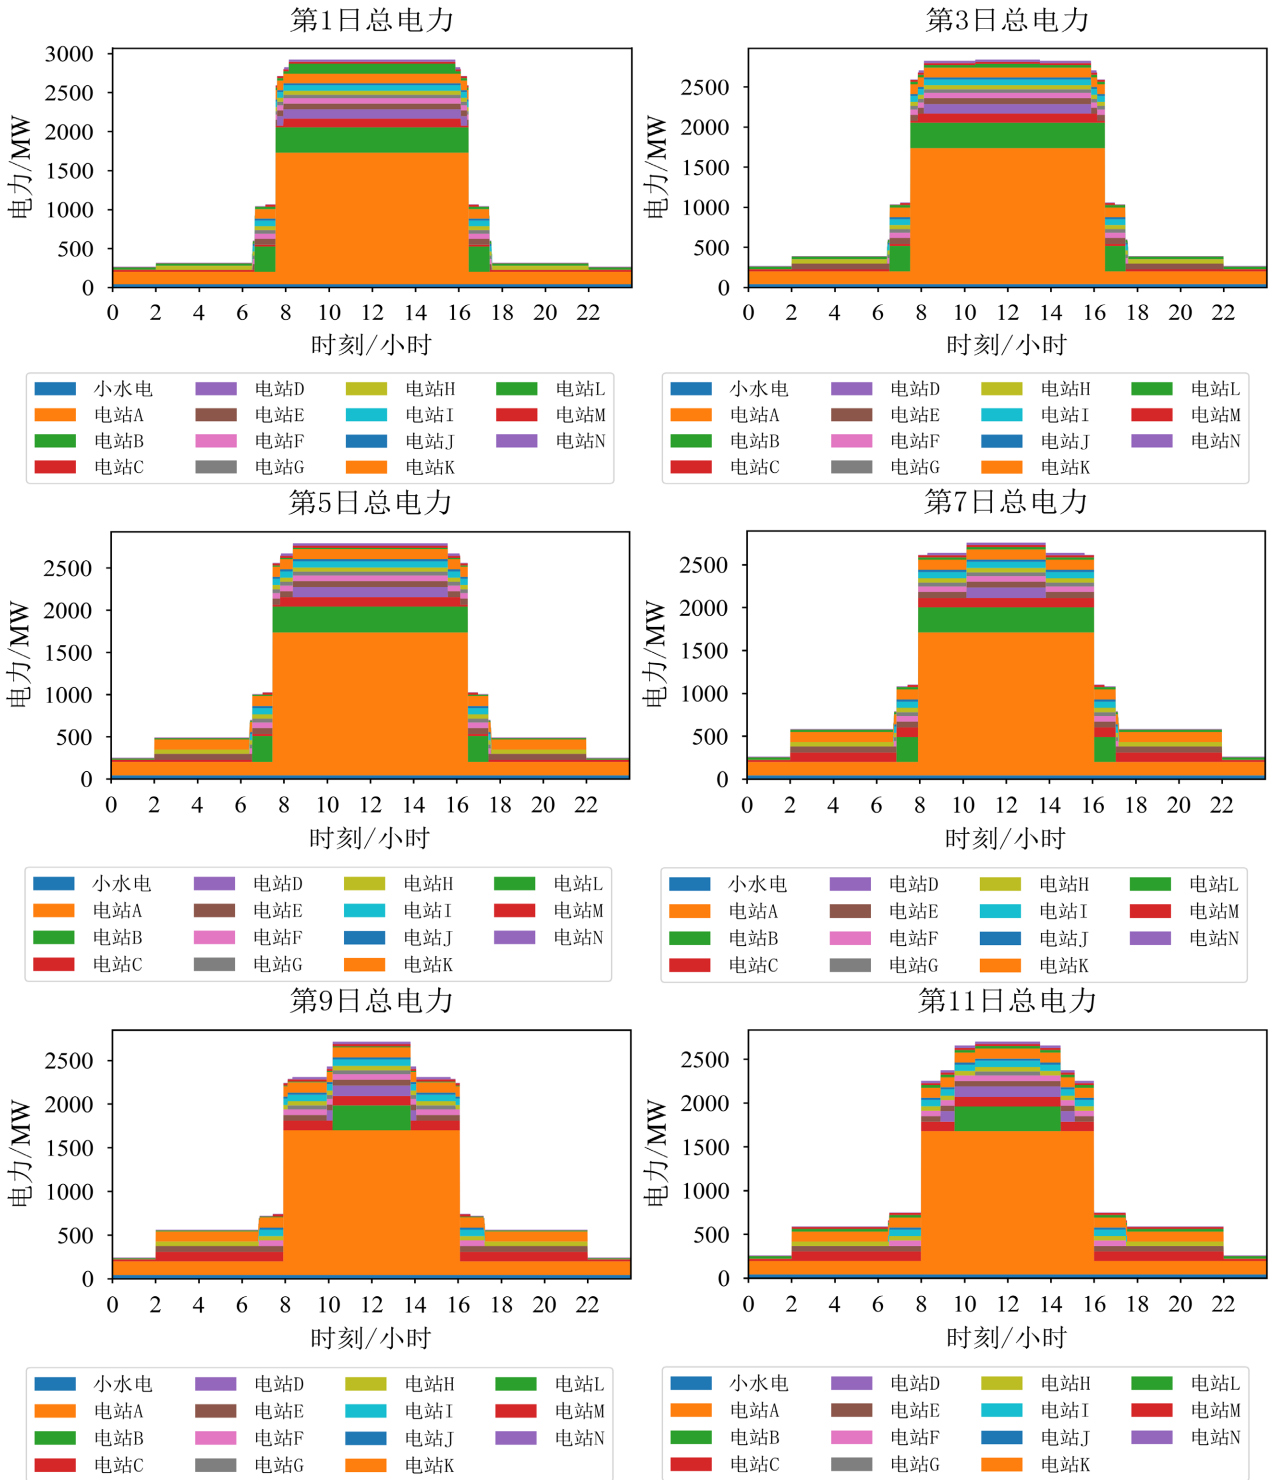 第1日总电力
电力/MW
3000
2500
2000
1500
1000
500
0
0 2 4 6 8 10 12 14 16 18 20 22
时刻/小时
小水电 电站D 电站H 电站L
电站A 电站E 电站I 电站M
电站B 电站F 电站J 电站N
电站C 电站G 电站K
第3日总电力
电力/MW
2500
2000
1500
1000
500
0
0 2 4 6 8 10 12 14 16 18 20 22
时刻/小时
小水电 电站D 电站H 电站L
电站A 电站E 电站I 电站M
电站B 电站F 电站J 电站N
电站C 电站G 电站K
第5日总电力
电力/MW
2500
2000
1500
1000
500
0
0 2 4 6 8 10 12 14 16 18 20 22
时刻/小时
小水电 电站D 电站H 电站L
电站A 电站E 电站I 电站M
电站B 电站F 电站J 电站N
电站C 电站G 电站K
第7日总电力
电力/MW
2500
2000
1500
1000
500
0
0 2 4 6 8 10 12 14 16 18 20 22
时刻/小时
小水电 电站D 电站H 电站L
电站A 电站E 电站I 电站M
电站B 电站F 电站J 电站N
电站C 电站G 电站K
第9日总电力
电力/MW
2500
2000
1500
1000
500
0
0 2 4 6 8 10 12 14 16 18 20 22
时刻/小时
小水电 电站D 电站H 电站L
电站A 电站E 电站I 电站M
电站B 电站F 电站J 电站N
电站C 电站G 电站K
第11日总电力
电力/MW
2500
2000
1500
1000
500
0
0 2 4 6 8 10 12 14 16 18 20 22
时刻/小时
小水电 电站D 电站H 电站L
电站A 电站E 电站I 电站M
电站B 电站F 电站J 电站N
电站C 电站G 电站K